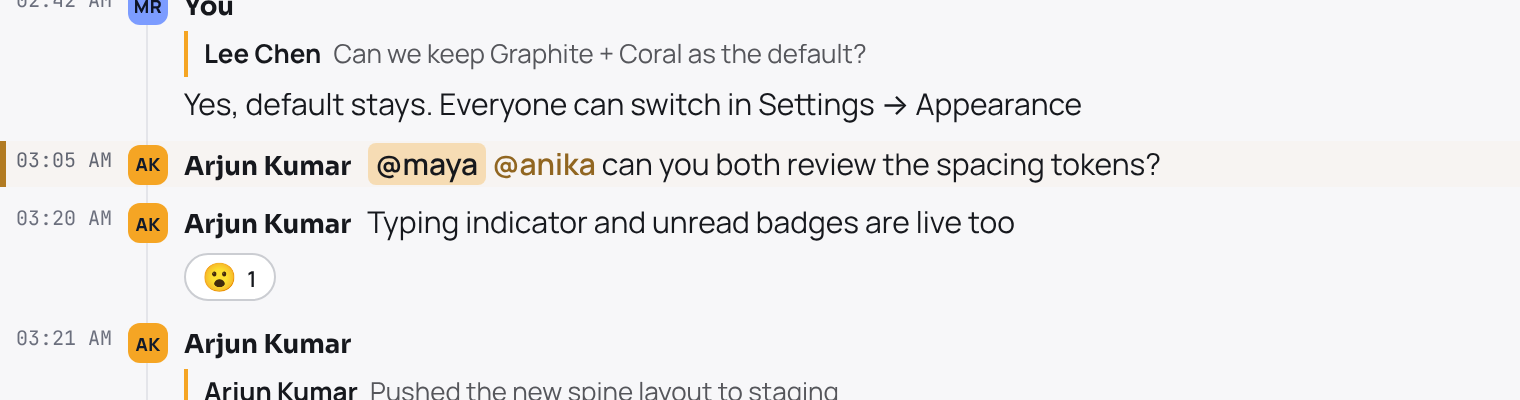 02:42 AM MR You
Lee Chen Can we keep Graphite + Coral as the default?
Yes, default stays. Everyone can switch in Settings → Appearance
03:05 AM AK Arjun Kumar @maya @anika can you both review the spacing tokens?
03:20 AM AK Arjun Kumar Typing indicator and unread badges are live too
😮 1
03:21 AM AK Arjun Kumar
Arjun Kumar Pushed the new spine layout to staging